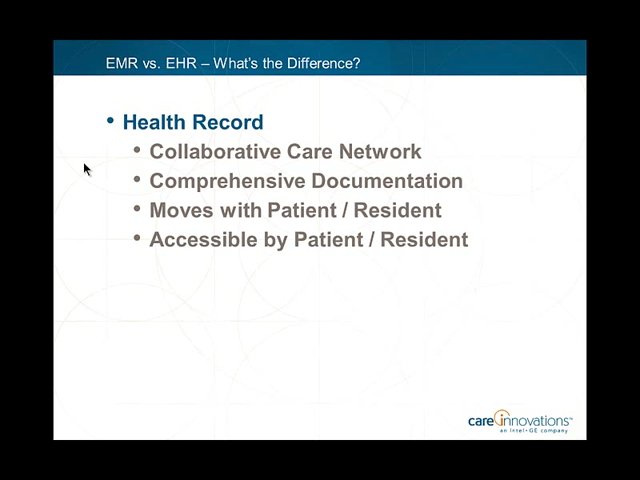 EMR vs. EHR – What's the Difference?
• Health Record
• Collaborative Care Network
• Comprehensive Documentation
• Moves with Patient / Resident
• Accessible by Patient / Resident
care innovations™
an Intel • GE company